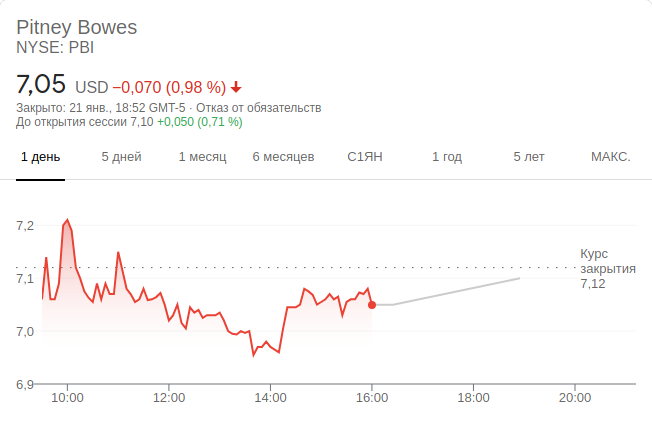 Pitney Bowes
NYSE: PBI
7,05 USD −0,070 (0,98 %)
Закрыто: 21 янв., 18:52 GMT-5 · Отказ от обязательств
До открытия сессии 7,10 +0,050 (0,71 %)
1 день 5 дней 1 месяц 6 месяцев С1ЯН 1 год 5 лет МАКС.
7,2
Курс
закрытия
7,12
7,1
7,0
6,9
10:00 12:00 14:00 16:00 18:00 20:00